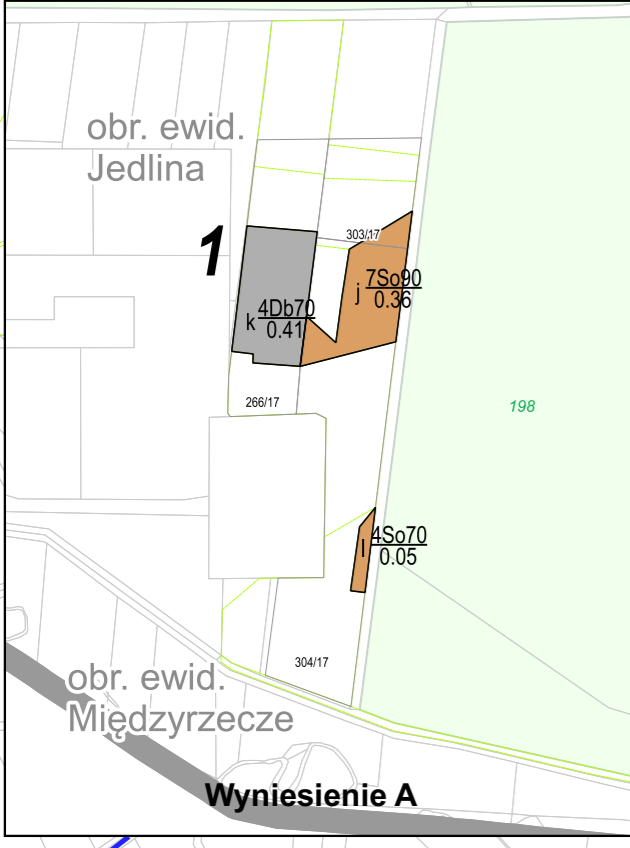 obr. ewid.
Jedlina
1
303/17
j 7So90
0.36
k 4Db70
0.41
266/17
198
l 4So70
0.05
304/17
obr. ewid.
Międzyrzecze
Wyniesienie A